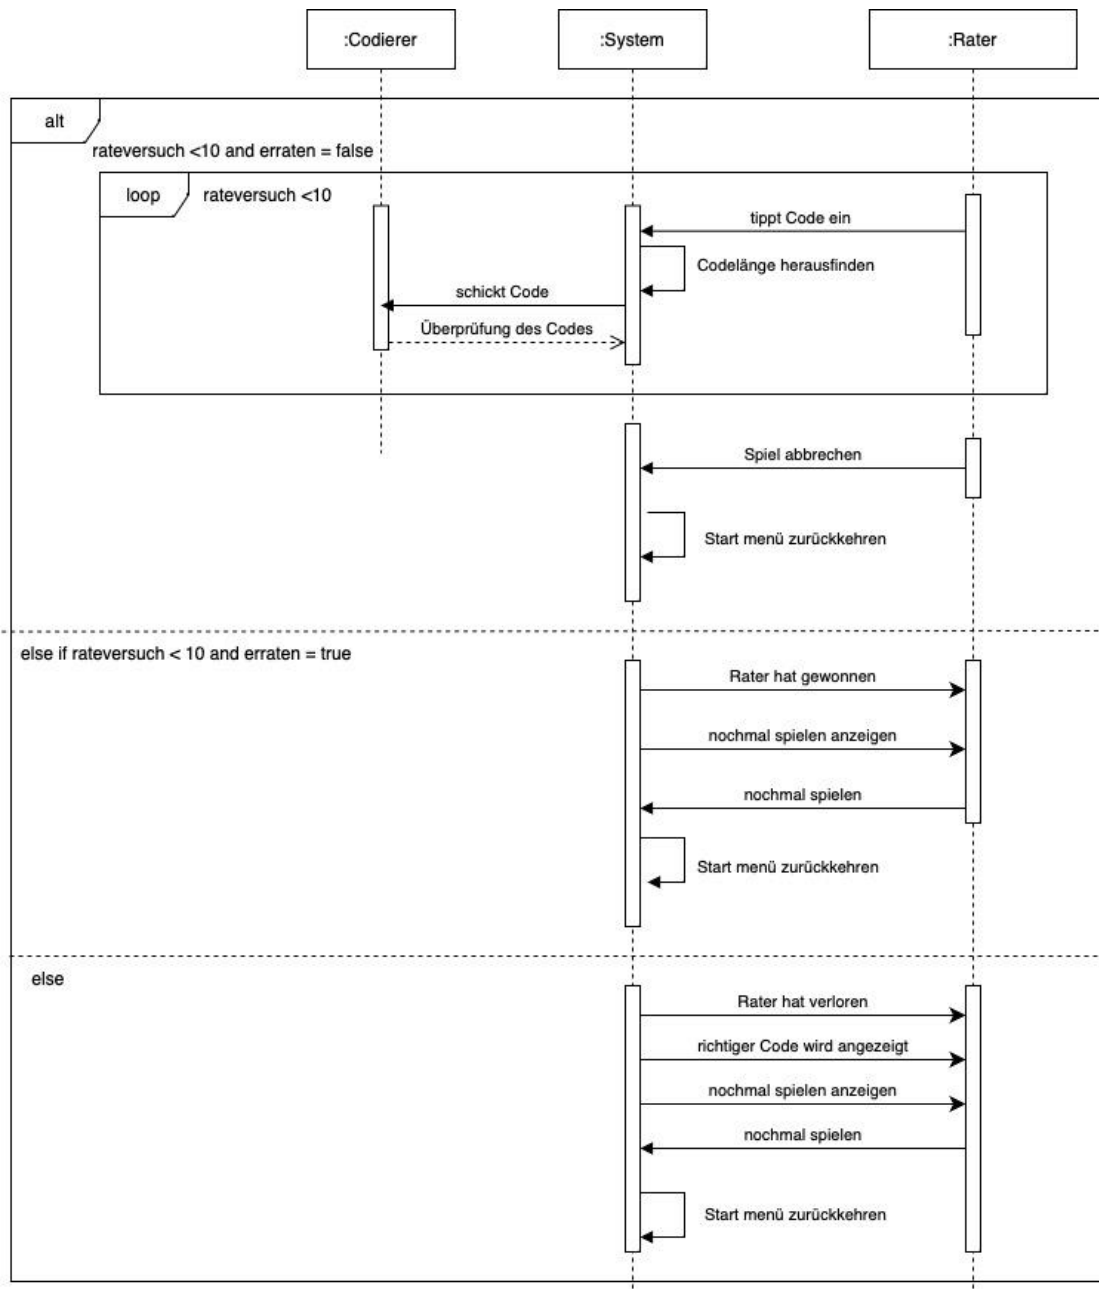 :Codierer
:System
:Rater
alt
rateversuch <10 and erraten = false
loop
rateversuch <10
tippt Code ein
Codelänge herausfinden
schickt Code
Überprüfung des Codes
Spiel abbrechen
Start menü zurückkehren
else if rateversuch < 10 and erraten = true
Rater hat gewonnen
nochmal spielen anzeigen
nochmal spielen
Start menü zurückkehren
else
Rater hat verloren
richtiger Code wird angezeigt
nochmal spielen anzeigen
nochmal spielen
Start menü zurückkehren